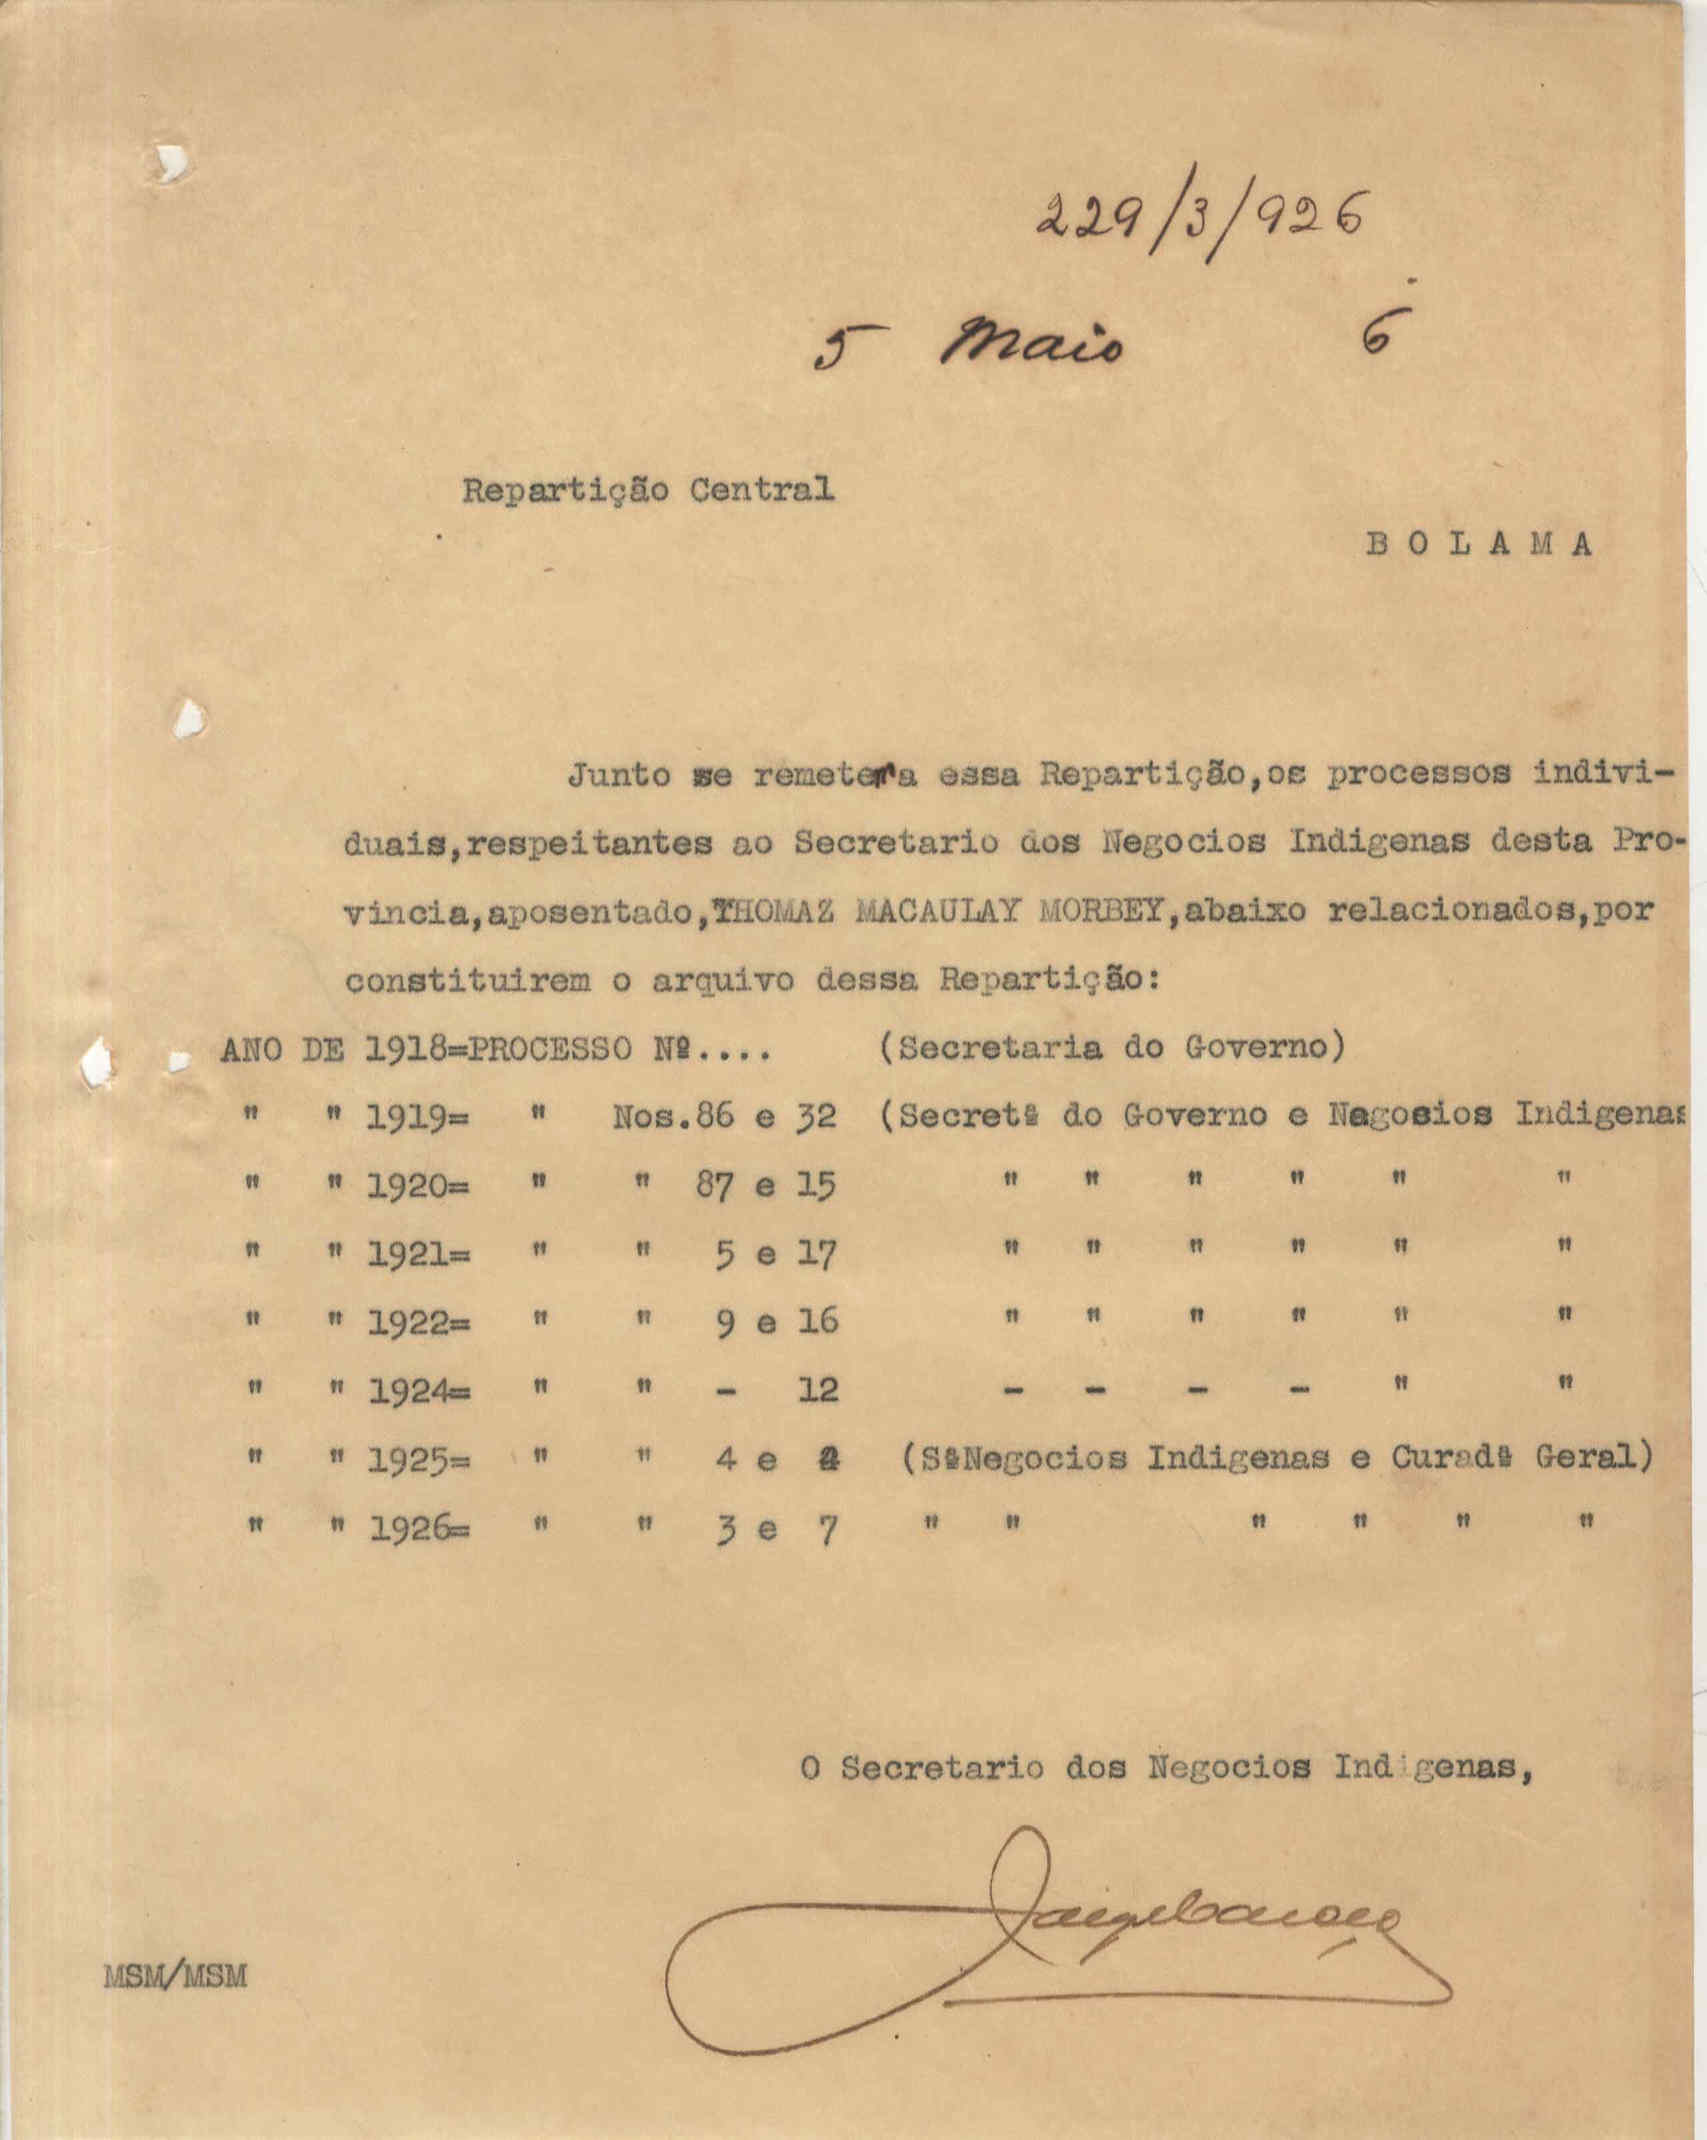 229/3/926
5 Maio 6
Repartição Central
B O L A M A
Junto se remeter a essa Repartição,os processos indivi-
duais,respeitantes ao Secretario dos Negocios Indigenas desta Pro-
vincia,aposentado,THOMAZ MACAULAY MORBEY,abaixo relacionados,por
constituirem o arquivo dessa Repartição:
ANO DE 1918=PROCESSO Nº.... (Secretaria do Governo)
" " 1919= " Nos.86 e 32 (Secretª do Governo e Negosios Indigenas
" " 1920= " " 87 e 15 " " " " " "
" " 1921= " " 5 e 17 " " " " " "
" " 1922= " " 9 e 16 " " " " " "
" " 1924= " " - 12 - - - - " "
" " 1925= " " 4 e (SªNegocios Indigenas e Curadª Geral)
" " 1926= " " 3 e 7 " " " " " "
O Secretario dos Negocios Indigenas,
MSM/MSM